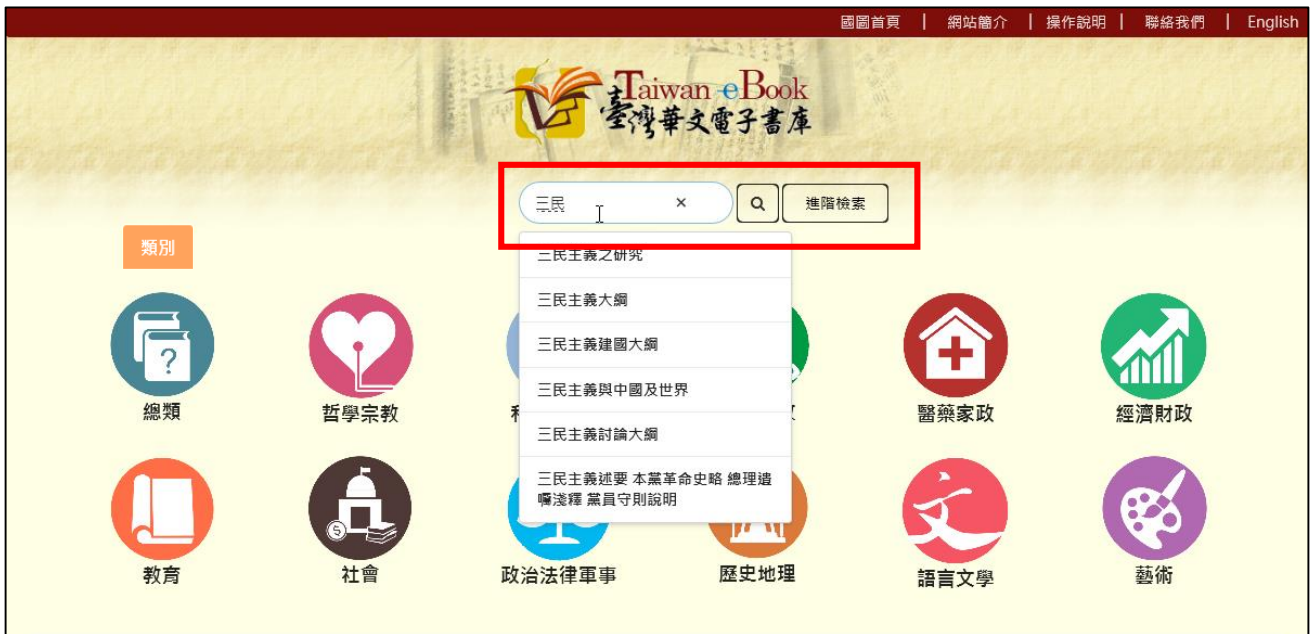 國圖首頁 | 網站簡介 | 操作說明 | 聯絡我們 | English
Taiwan eBook
臺灣華文電子書庫
三民 × 進階檢索
類別
三民主義之研究
三民主義大綱
三民主義建國大綱
三民主義與中國及世界
三民主義討論大綱
三民主義述要 本黨革命史略 總理遺
囑淺釋 黨員守則說明
?
總類 哲學宗教 醫藥家政 經濟財政
文
教育 社會 政治法律軍事 歷史地理 語言文學 藝術